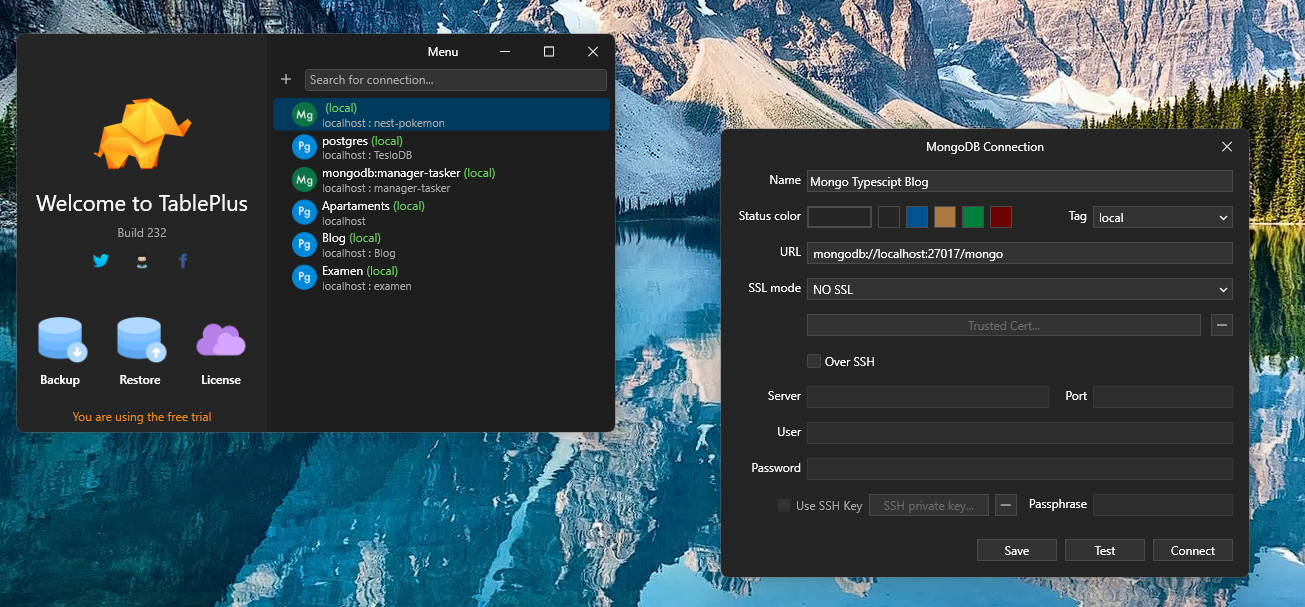 Menu
Search for connection...
Mg (local)
localhost : nest-pokemon
Pg postgres (local)
localhost : TesloDB
Mg mongodb:manager-tasker (local)
localhost : manager-tasker
Pg Apartaments (local)
localhost
Pg Blog (local)
localhost : Blog
Pg Examen (local)
localhost : examen
Welcome to TablePlus
Build 232
Backup Restore License
You are using the free trial
MongoDB Connection
Name Mongo Typescipt Blog
Status color Tag local
URL mongodb://localhost:27017/mongo
SSL mode NO SSL
Trusted Cert...
Over SSH
Server Port
User
Password
Use SSH Key SSH private key... Passphrase
Save Test Connect